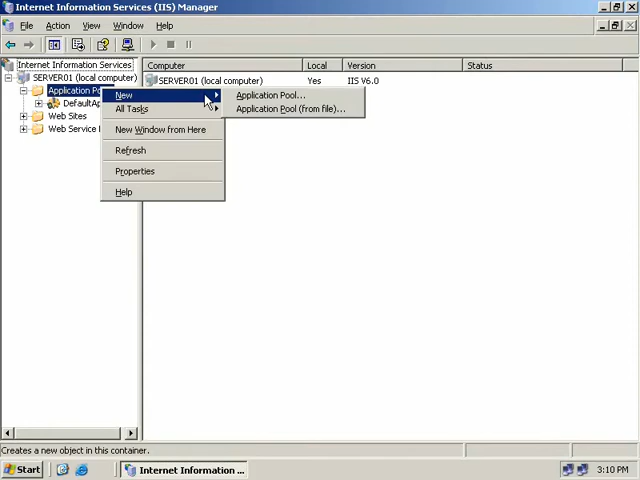 Internet Information Services (IIS) Manager
File Action View Window Help
Internet Information Services
Computer Local Version Status
SERVER01 (local computer)
SERVER01 (local computer) Yes IIS V6.0
Application Po
DefaultAp
Web Sites
Web Service
New
All Tasks
New Window from Here
Refresh
Properties
Help
Application Pool...
Application Pool (from file)...
Creates a new object in this container.
Start Internet Information ... 3:10 PM